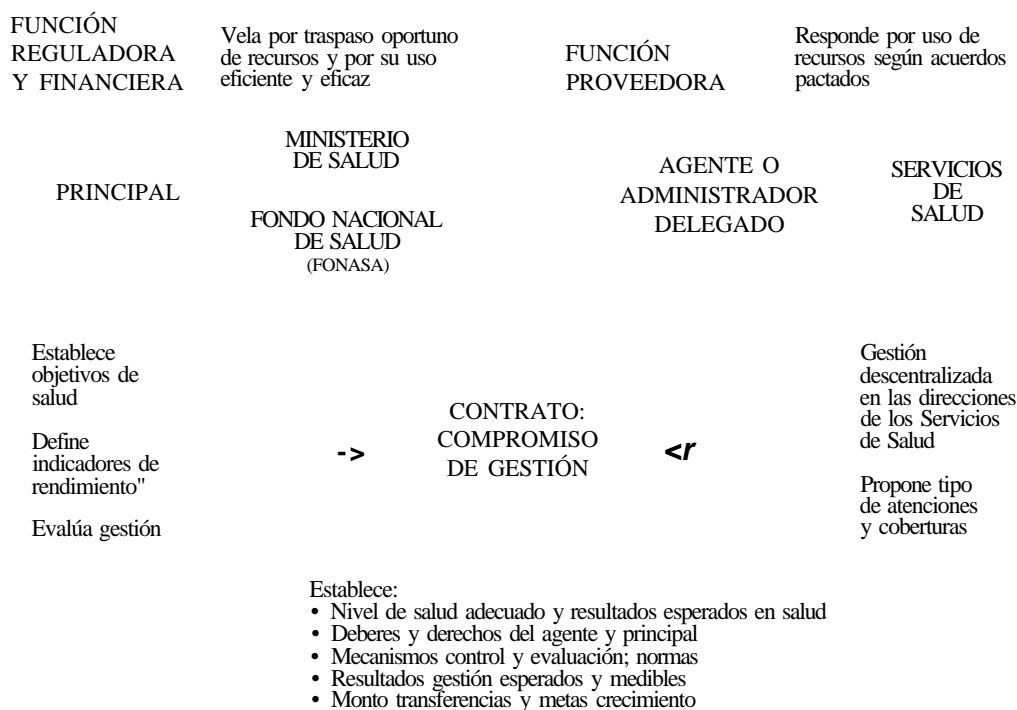 FUNCIÓN
REGULADORA
Y FINANCIERA
Vela por traspaso oportuno
de recursos y por su uso
eficiente y eficaz
FUNCIÓN
PROVEEDORA
Responde por uso de
recursos según acuerdos
pactados
PRINCIPAL
MINISTERIO
DE SALUD
FONDO NACIONAL
DE SALUD
(FONASA)
AGENTE O
ADMINISTRADOR
DELEGADO
SERVICIOS
DE
SALUD
Establece
objetivos de
salud
Define
indicadores de
rendimiento"
Evalúa gestión
->
CONTRATO:
COMPROMISO
DE GESTIÓN
<r
Gestión
descentralizada
en las direcciones
de los Servicios
de Salud
Propone tipo
de atenciones
y coberturas
Establece:
• Nivel de salud adecuado y resultados esperados en salud
• Deberes y derechos del agente y principal
• Mecanismos control y evaluación; normas
• Resultados gestión esperados y medibles
• Monto transferencias y metas crecimiento